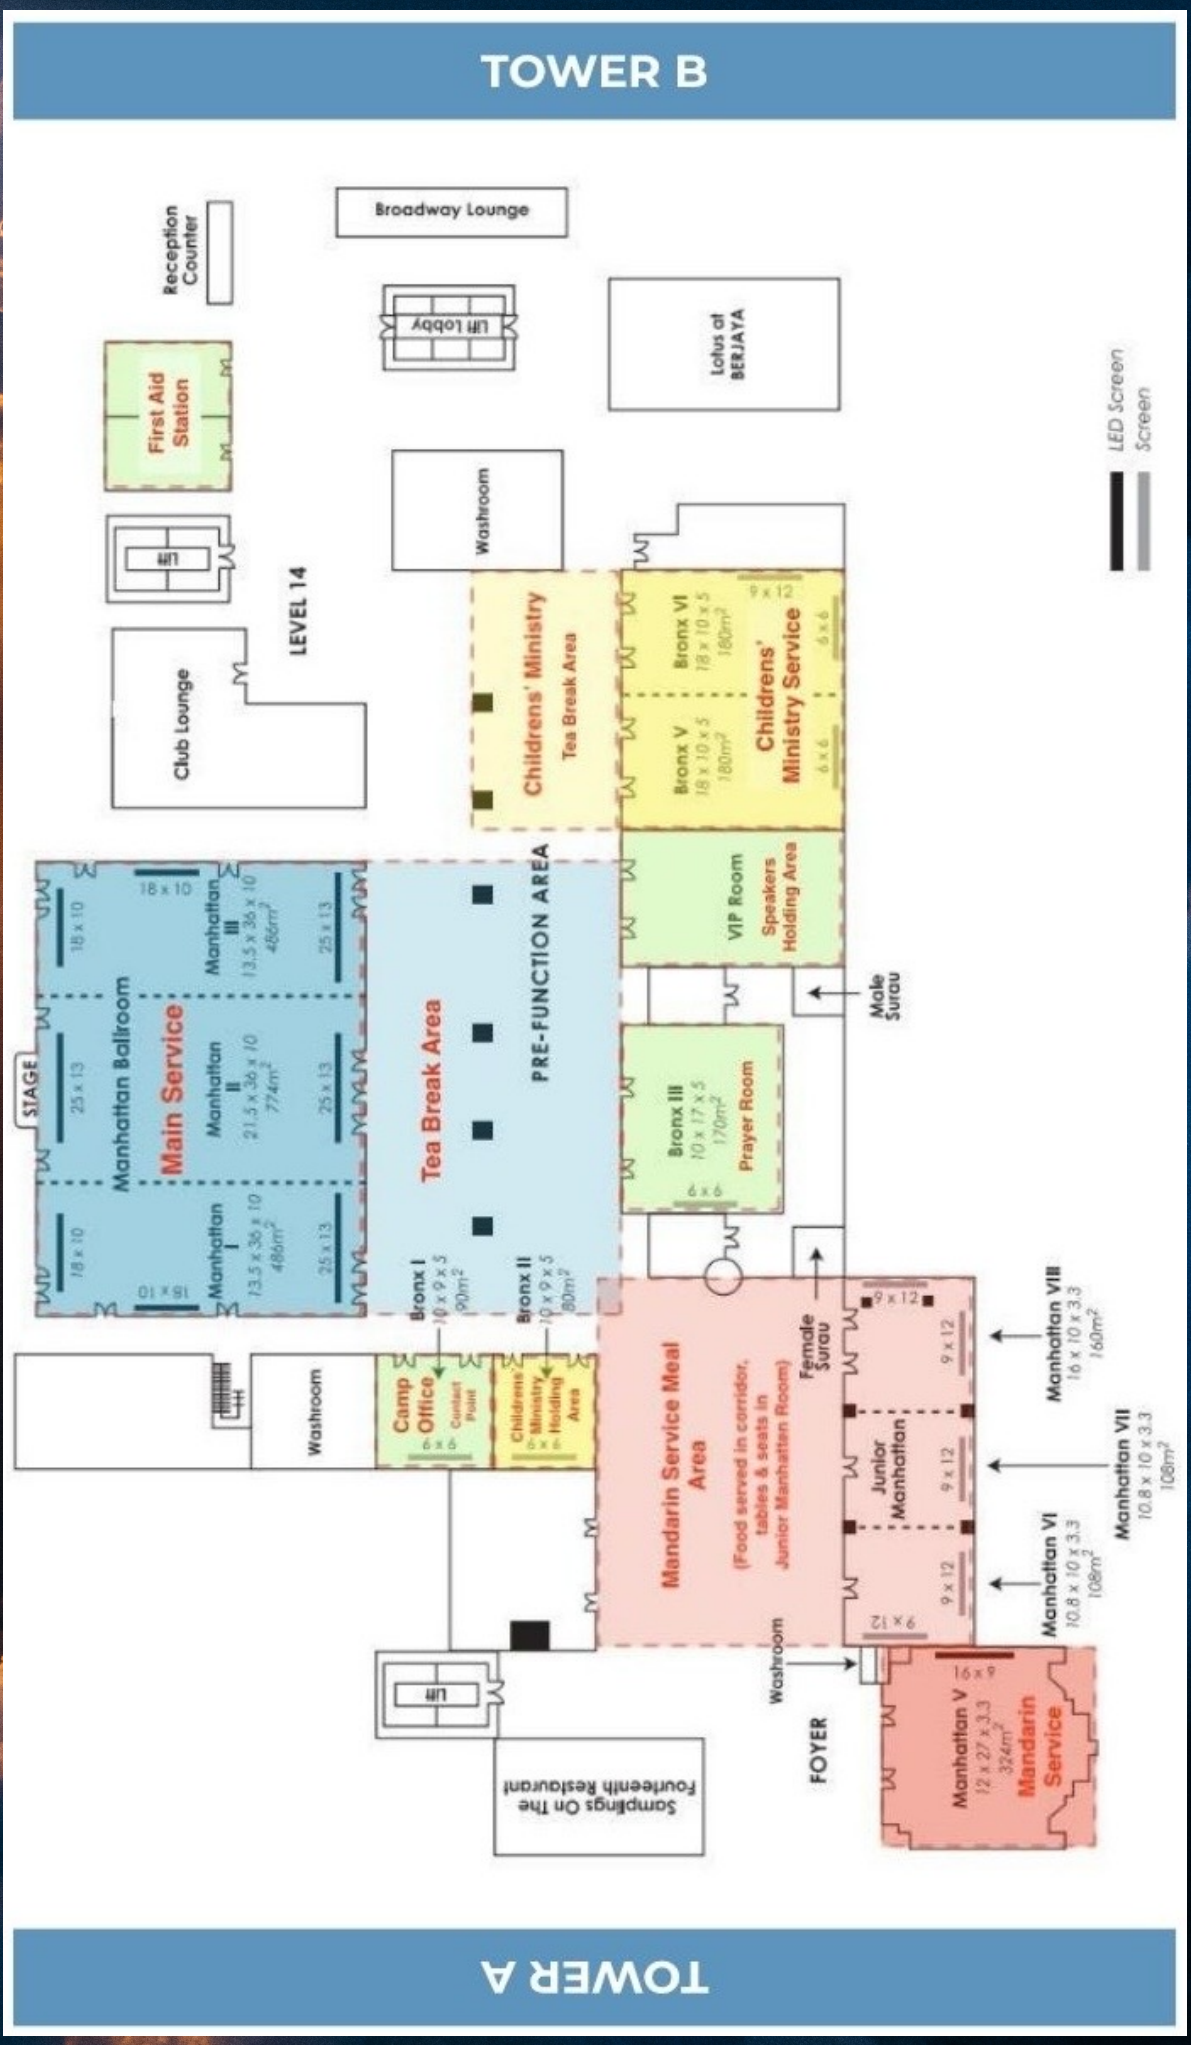 TOWER B
Reception
Counter
Broadway Lounge
Lift Lobby
Lotus at
BERJAYA
First Aid
Station
Lift
LEVEL 14
Club Lounge
Washroom
LED Screen
Screen
Childrens' Ministry
Tea Break Area
Bronx VI
18 x 10 x 5
180m²
9 x 12
6 x 6
Bronx V
18 x 10 x 5
180m²
6 x 6
Childrens'
Ministry Service
VIP Room
Speakers
Holding Area
Male
Surau
STAGE
Manhattan Ballroom
Main Service
18 x 10
18 x 10
Manhattan
III
13.5 x 36 x 10
486m²
25 x 13
25 x 13
Manhattan
II
21.5 x 36 x 10
774m²
25 x 13
18 x 10
18 x 10
Manhattan
I
13.5 x 36 x 10
486m²
25 x 13
Tea Break Area
PRE-FUNCTION AREA
Bronx III
10 x 17 x 5
170m²
6 x 6
Prayer Room
Bronx I
10 x 9 x 5
90m²
Bronx II
10 x 9 x 5
80m²
Washroom
Camp
Office
Contact
Point
6 x 6
Childrens'
Ministry
Holding
Area
6 x 6
Female
Surau
Mandarin Service Meal
Area
(Food served in corridor,
tables & seats in
Junior Manhatten Room)
Junior
Manhattan
9 x 12
9 x 12
9 x 12
9 x 12
9 x 12
Manhattan VIII
16 x 10 x 3.3
160m²
Manhattan VII
10.8 x 10 x 3.3
108m²
Manhattan VI
10.8 x 10 x 3.3
108m²
Washroom
FOYER
Lift
Samplings On The
Fourteenth Restaurant
Manhattan V
12 x 27 x 3.3
324m²
16 x 9
Mandarin
Service
TOWER A